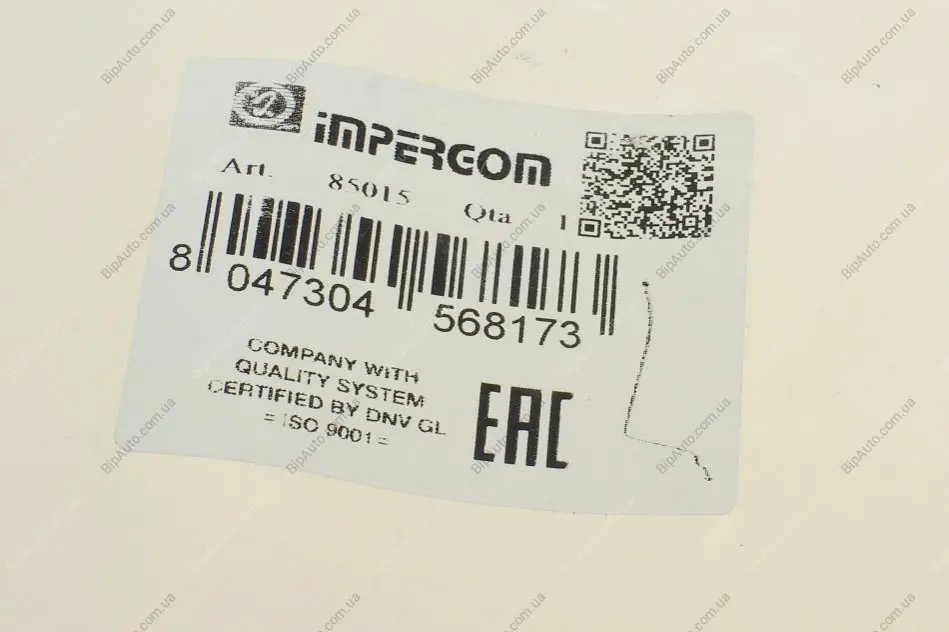 iMPERGOM
Art. 85015 Qta 1
8 047304 568173
COMPANY WITH
QUALITY SYSTEM
CERTIFIED BY DNV GL
= ISO 9001 =
EAC
BipAuto.com.ua